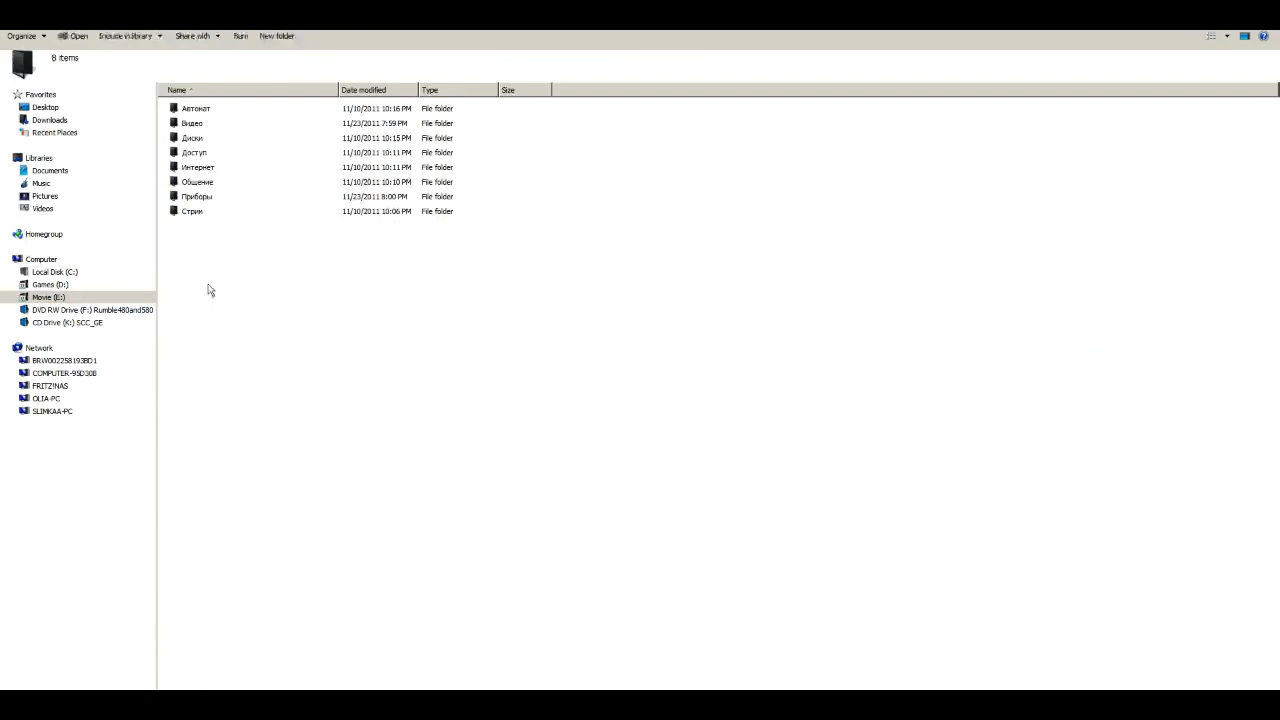 Organize Open Include in library Share with Burn New folder
8 items
Favorites
Desktop
Downloads
Recent Places
Libraries
Documents
Music
Pictures
Videos
Homegroup
Computer
Local Disk (C:)
Games (D:)
Movie (E:)
DVD RW Drive (F:) Rumble480and580
CD Drive (K:) SCC_GE
Network
BRW002258193BD1
COMPUTER-95D30B
FRITZ!NAS
OLIA-PC
SLIMKAA-PC
Name Date modified Type Size
Автонат 11/10/2011 10:16 PM File folder
Видео 11/23/2011 7:59 PM File folder
Диски 11/10/2011 10:15 PM File folder
Доступ 11/10/2011 10:11 PM File folder
Интернет 11/10/2011 10:11 PM File folder
Общение 11/10/2011 10:10 PM File folder
Приборы 11/23/2011 8:00 PM File folder
Стрим 11/10/2011 10:06 PM File folder